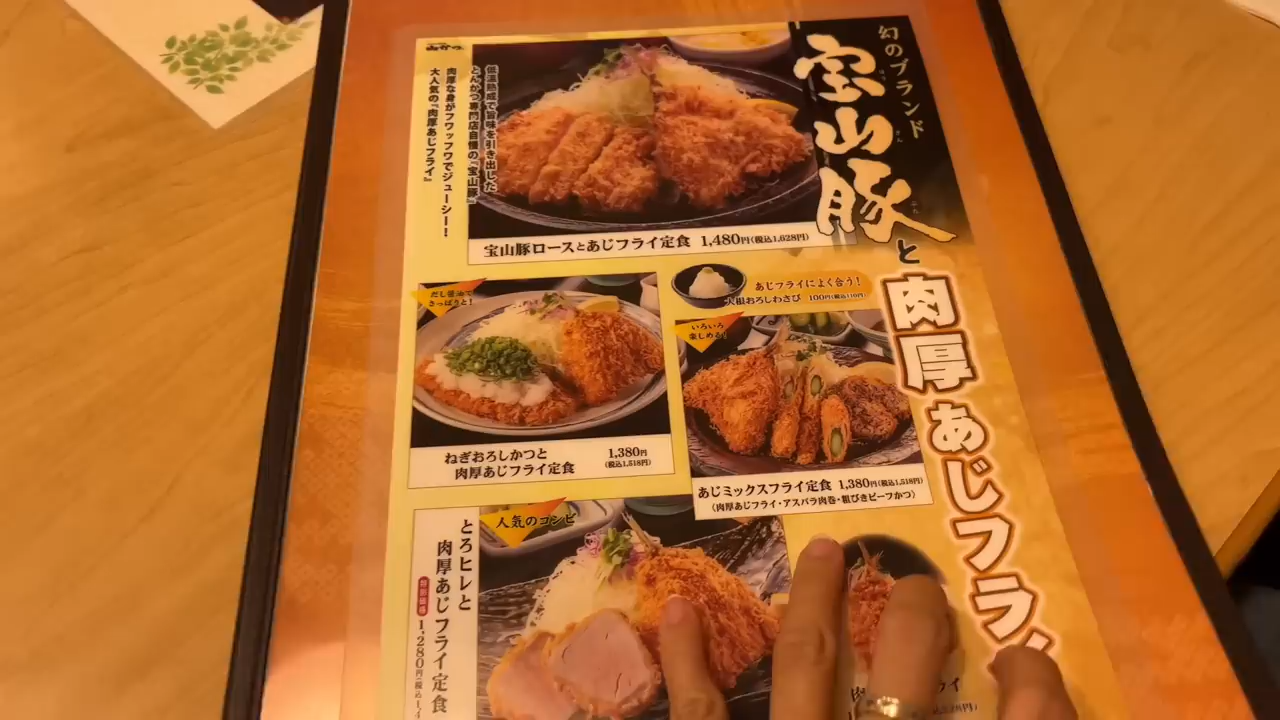 山かつ
幻のブランド
宝山豚
と
肉厚あじフライ
低温熟成で旨味を引き出した
とんかつ専門店自慢の『宝山豚』
肉厚な身がフワッフワでジューシー!
大人気の『肉厚あじフライ』
宝山豚ロースとあじフライ定食 1,480円(税込1,628円)
だし醤油で
さっぱりと!
ねぎおろしかつと
肉厚あじフライ定食
1,380円
(税込1,518円)
あじフライによく合う!
大根おろしわさび 100円(税込110円)
いろいろ
楽しめる!
あじミックスフライ定食 1,380円(税込1,518円)
(肉厚あじフライ・アスパラ肉巻・粗びきビーフかつ)
人気のコンビ
とろヒレと
肉厚あじフライ定食
特別価格 1,280円